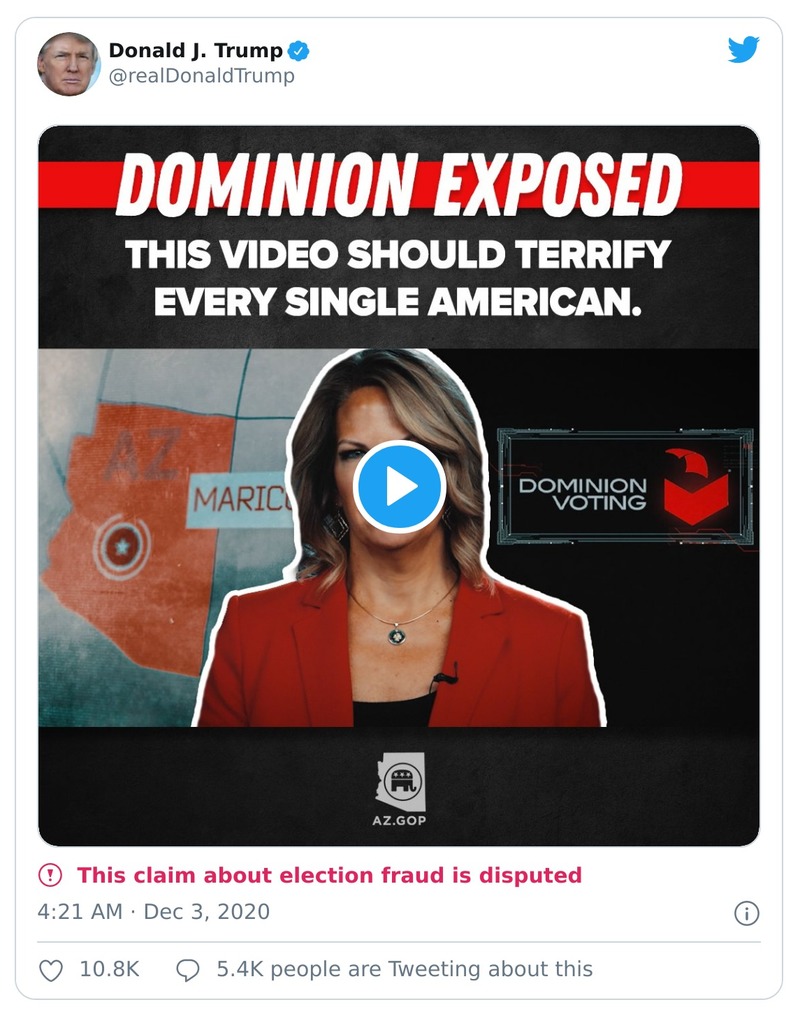 Donald J. Trump
@realDonaldTrump
DOMINION EXPOSED
THIS VIDEO SHOULD TERRIFY
EVERY SINGLE AMERICAN.
AZ
MARICO
DOMINION
VOTING
AZ.GOP
This claim about election fraud is disputed
4:21 AM · Dec 3, 2020
10.8K 5.4K people are Tweeting about this